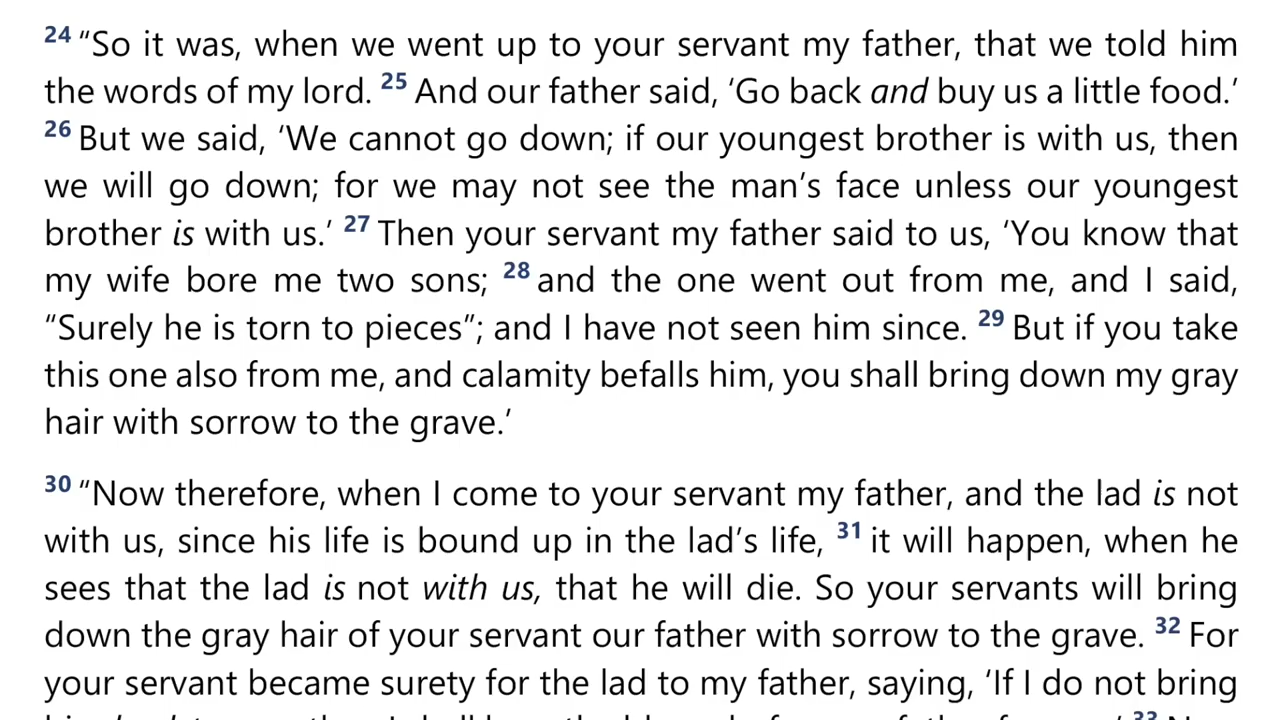 24 “So it was, when we went up to your servant my father, that we told him
the words of my lord. 25 And our father said, ‘Go back and buy us a little food.’
26 But we said, ‘We cannot go down; if our youngest brother is with us, then
we will go down; for we may not see the man’s face unless our youngest
brother is with us.’ 27 Then your servant my father said to us, ‘You know that
my wife bore me two sons; 28 and the one went out from me, and I said,
“Surely he is torn to pieces”; and I have not seen him since. 29 But if you take
this one also from me, and calamity befalls him, you shall bring down my gray
hair with sorrow to the grave.’
30 “Now therefore, when I come to your servant my father, and the lad is not
with us, since his life is bound up in the lad’s life, 31 it will happen, when he
sees that the lad is not with us, that he will die. So your servants will bring
down the gray hair of your servant our father with sorrow to the grave. 32 For
your servant became surety for the lad to my father, saying, ‘If I do not bring
33